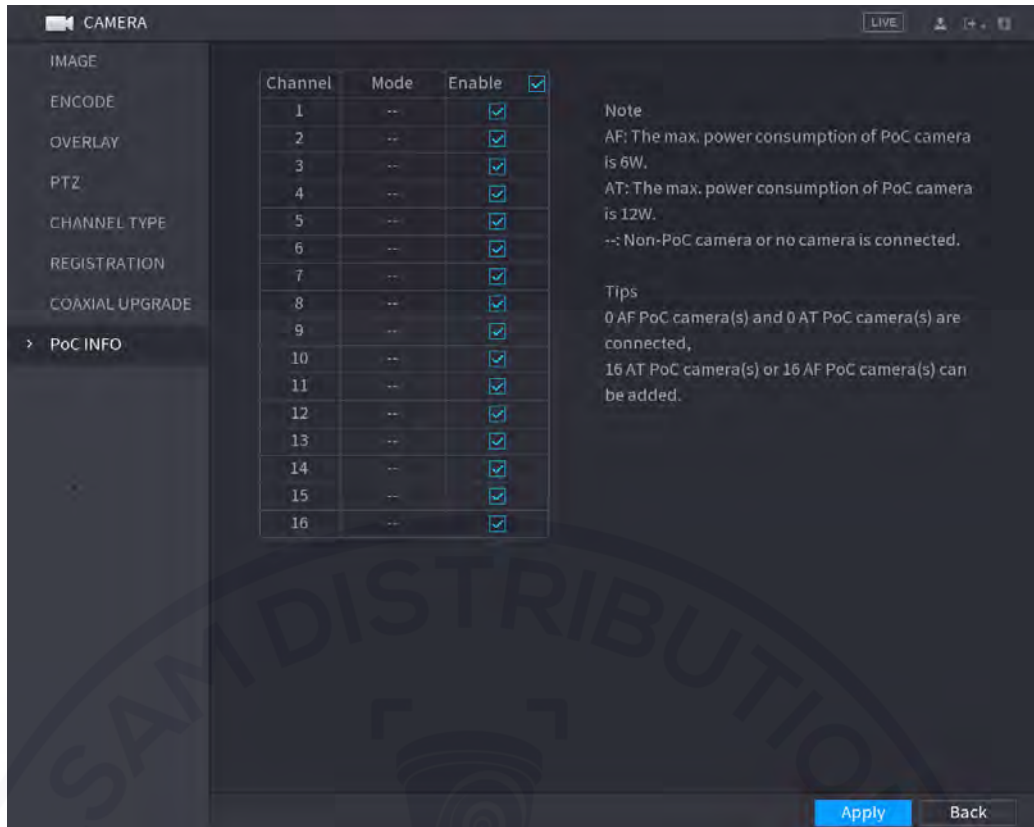 CAMERA
LIVE
IMAGE
ENCODE
OVERLAY
PTZ
CHANNEL TYPE
REGISTRATION
COAXIAL UPGRADE
> PoC INFO
Channel Mode Enable
1 --
2 --
3 --
4 --
5 --
6 --
7 --
8 --
9 --
10 --
11 --
12 --
13 --
14 --
15 --
16 --
Note
AF: The max. power consumption of PoC camera
is 6W.
AT: The max. power consumption of PoC camera
is 12W.
--: Non-PoC camera or no camera is connected.
Tips
0 AF PoC camera(s) and 0 AT PoC camera(s) are
connected,
16 AT PoC camera(s) or 16 AF PoC camera(s) can
be added.
SAM DISTRIBUTION
Apply Back